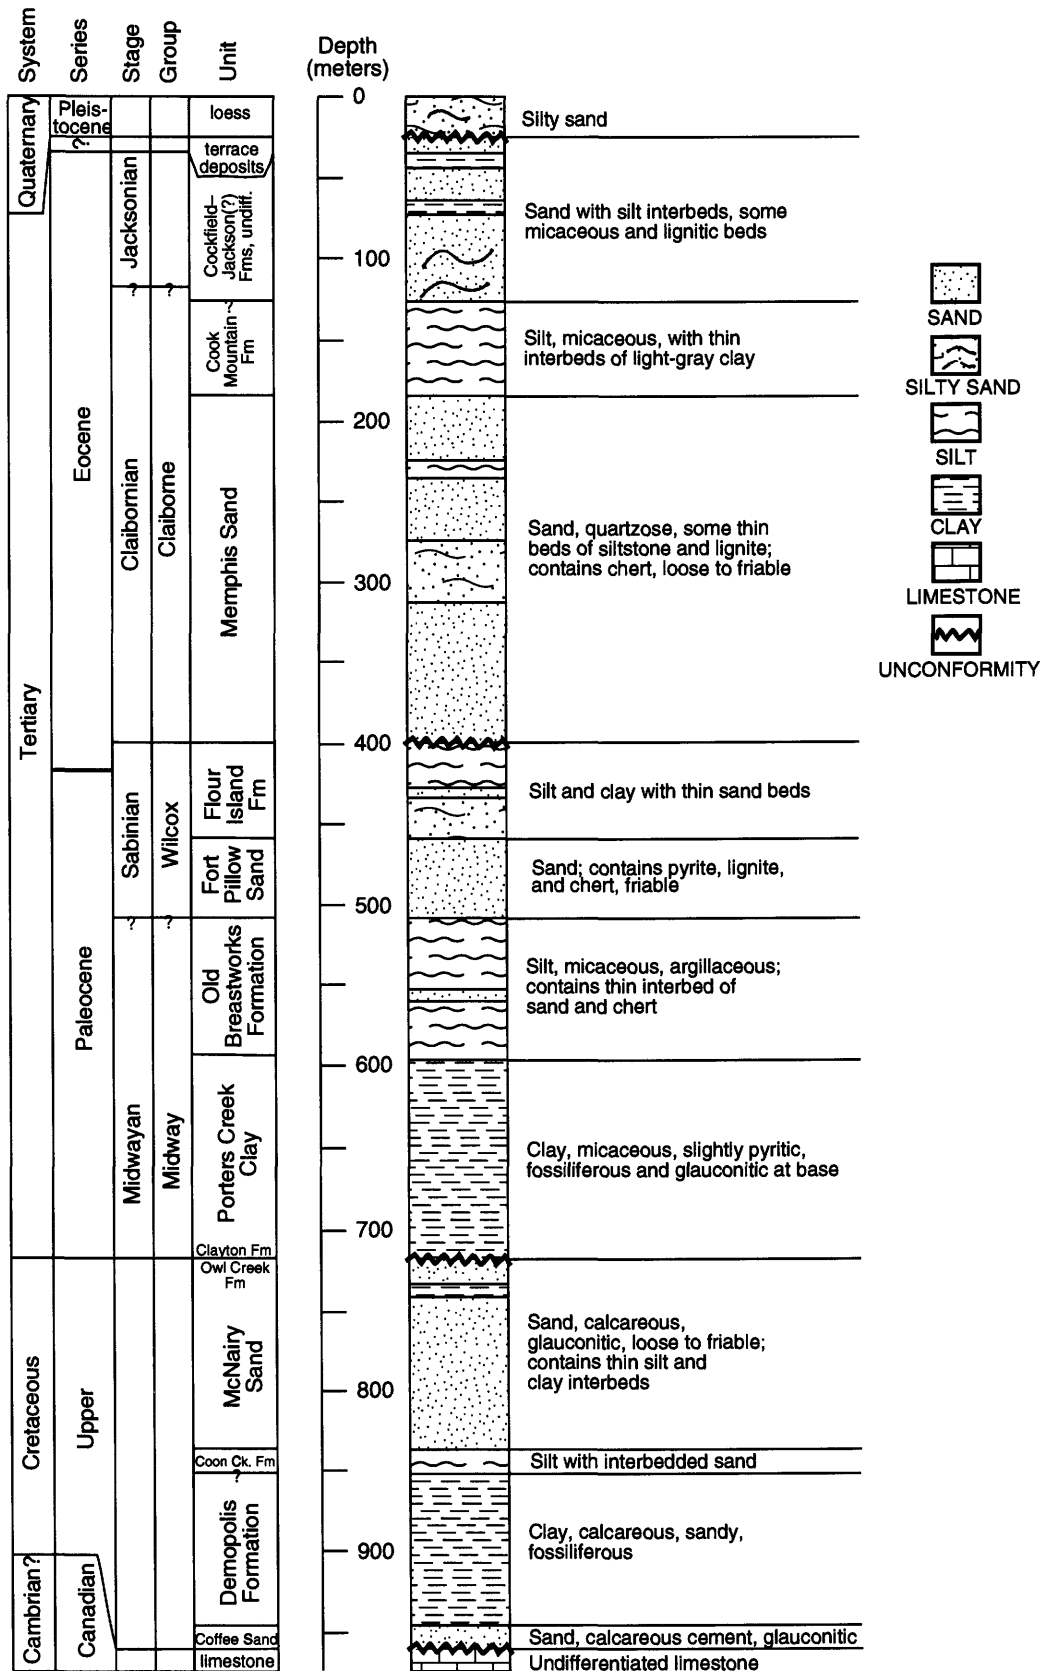 System
Series
Stage
Group
Unit
Depth
(meters)
Quaternary
Tertiary
Cretaceous
Cambrian?
Pleis-
tocene
?
Eocene
Paleocene
Upper
Canadian
Jacksonian
?
Claibornian
Sabinian
?
Midwayan
?
Claiborne
Wilcox
?
Midway
loess
terrace
deposits
Cockfield–
Jackson(?)
Fms, undiff.
?
Cook
Mountain
Fm
Memphis Sand
Flour
Island
Fm
Fort
Pillow
Sand
Old
Breastworks
Formation
Porters Creek
Clay
Clayton Fm
Owl Creek
Fm
McNairy
Sand
Coon Ck. Fm
?
Demopolis
Formation
Coffee Sand
limestone
0
100
200
300
400
500
600
700
800
900
Silty sand
Sand with silt interbeds, some
micaceous and lignitic beds
Silt, micaceous, with thin
interbeds of light-gray clay
Sand, quartzose, some thin
beds of siltstone and lignite;
contains chert, loose to friable
Silt and clay with thin sand beds
Sand; contains pyrite, lignite,
and chert, friable
Silt, micaceous, argillaceous;
contains thin interbed of
sand and chert
Clay, micaceous, slightly pyritic,
fossiliferous and glauconitic at base
Sand, calcareous,
glauconitic, loose to friable;
contains thin silt and
clay interbeds
Silt with interbedded sand
Clay, calcareous, sandy,
fossiliferous
Sand, calcareous cement, glauconitic
Undifferentiated limestone
SAND
SILTY SAND
SILT
CLAY
LIMESTONE
UNCONFORMITY